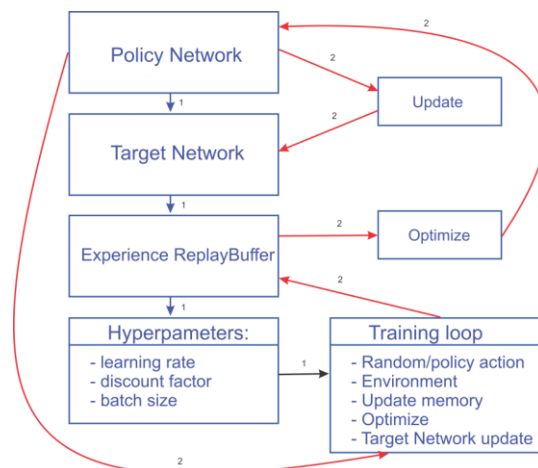 2
Policy Network
2
Update
1
2
Target Network
1
Experience ReplayBuffer
2
Optimize
1
2
Hyperpameters:
- learning rate
- discount factor
- batch size
1
Training loop
- Random/policy action
- Environment
- Update memory
- Optimize
- Target Network update
2